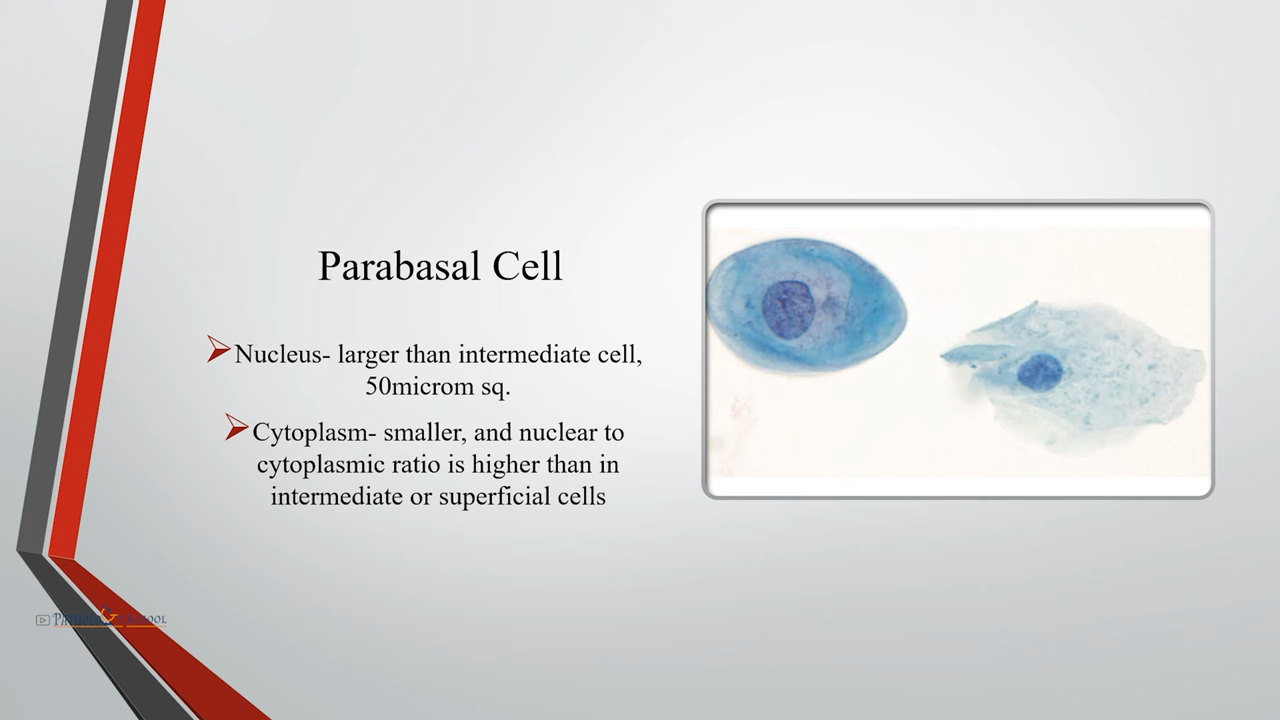 Parabasal Cell
Nucleus- larger than intermediate cell,
50microm sq.
Cytoplasm- smaller, and nuclear to
cytoplasmic ratio is higher than in
intermediate or superficial cells